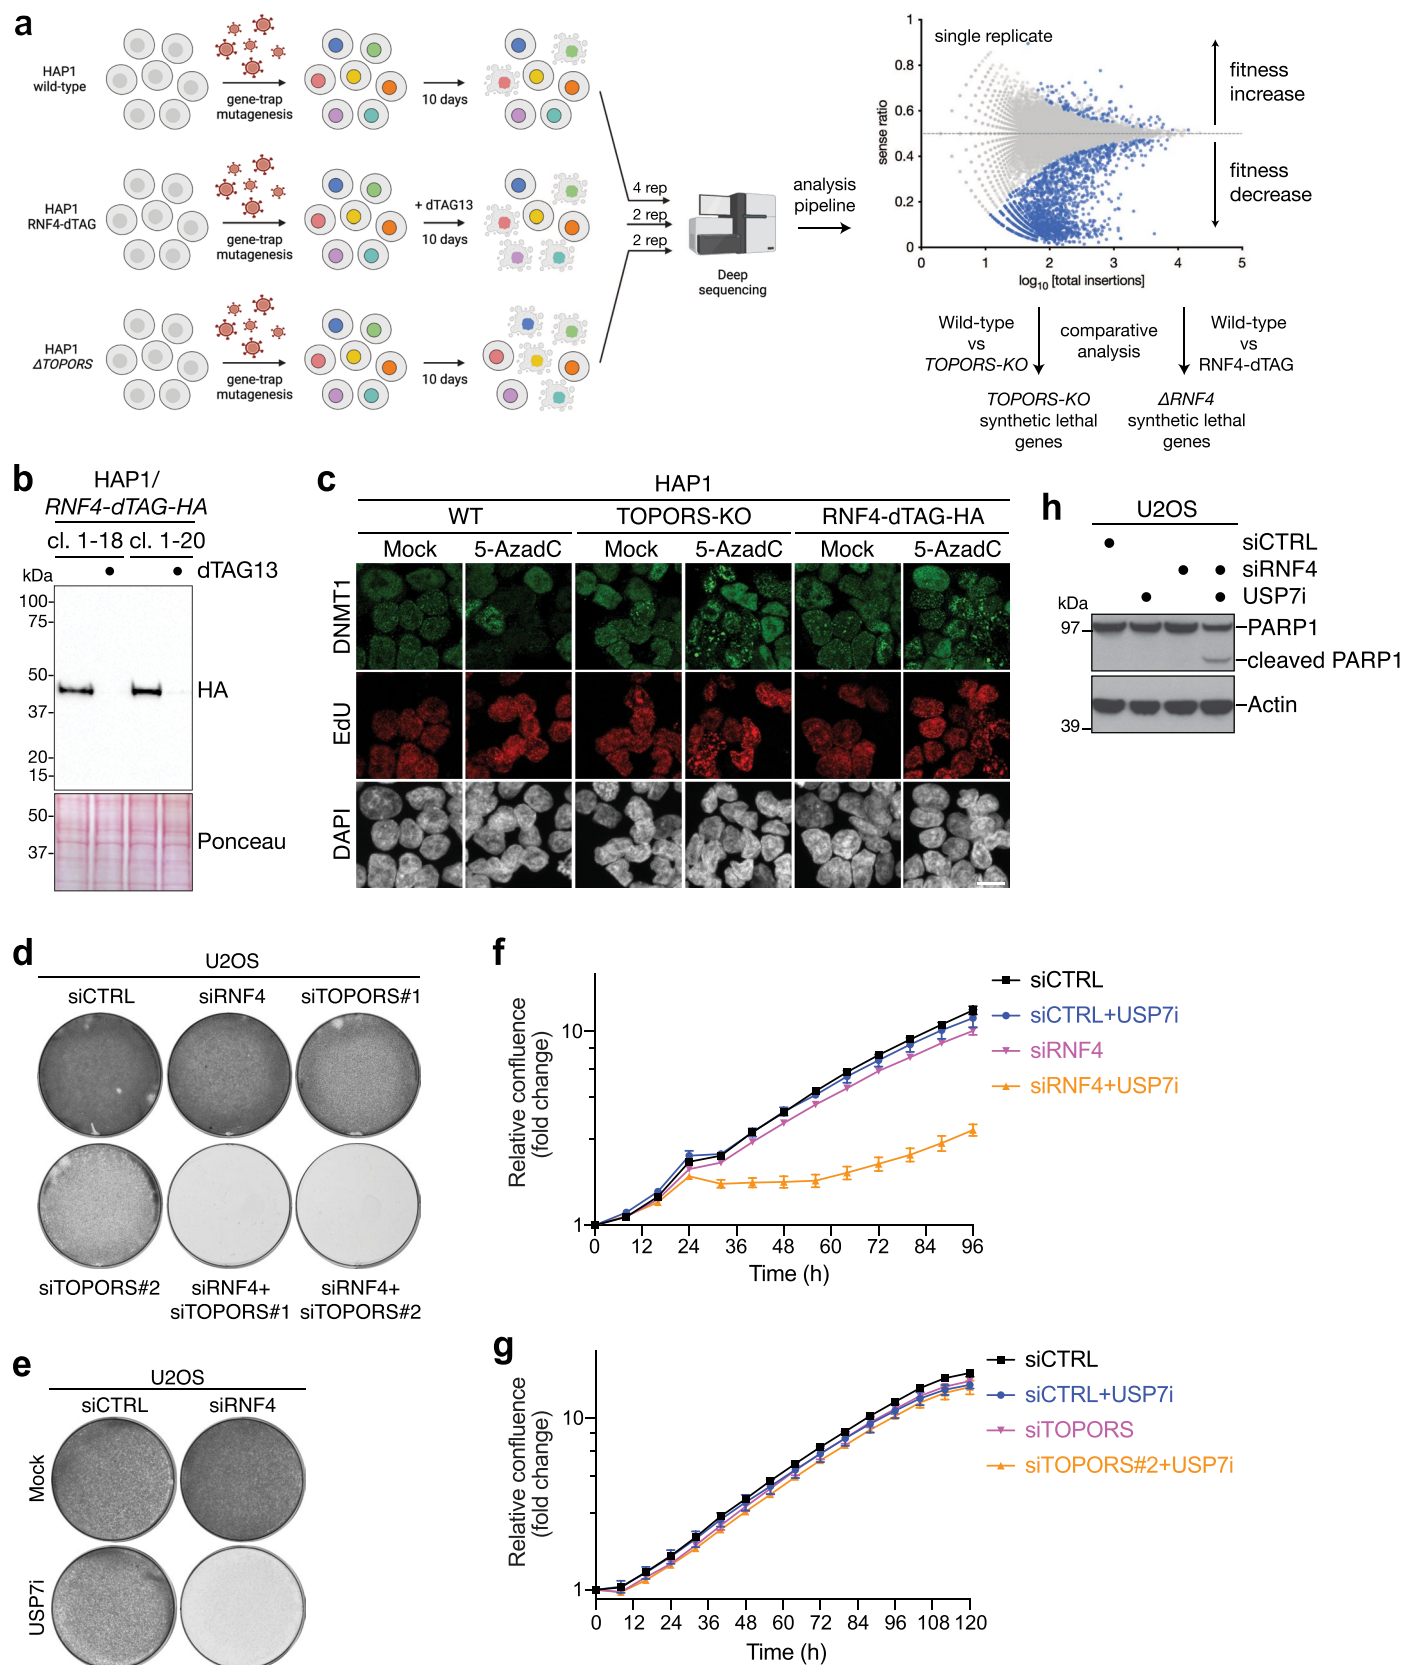 a
HAP1
wild-type
gene-trap
mutagenesis
10 days
HAP1
RNF4-dTAG
gene-trap
mutagenesis
+ dTAG13
10 days
HAP1
ΔTOPORS
gene-trap
mutagenesis
10 days
4 rep
2 rep
2 rep
Deep
sequencing
analysis
pipeline
single replicate
sense ratio
1
0.8
0.6
0.4
0.2
0
0 1 2 3 4 5
log10 [total insertions]
fitness
increase
fitness
decrease
Wild-type
vs
TOPORS-KO
comparative
analysis
Wild-type
vs
RNF4-dTAG
TOPORS-KO
synthetic lethal
genes
ΔRNF4
synthetic lethal
genes
b
HAP1/
RNF4-dTAG-HA
cl. 1-18 cl. 1-20
kDa
dTAG13
100
75
50
37
20
15
HA
50
37
Ponceau
c
HAP1
WT TOPORS-KO RNF4-dTAG-HA
Mock 5-AzadC Mock 5-AzadC Mock 5-AzadC
DNMT1
EdU
DAPI
h
U2OS
siCTRL
siRNF4
USP7i
kDa
97
PARP1
cleaved PARP1
Actin
39
d
U2OS
siCTRL siRNF4 siTOPORS#1
siTOPORS#2 siRNF4+ siRNF4+
siTOPORS#1 siTOPORS#2
e
U2OS
siCTRL siRNF4
Mock
USP7i
f
Relative confluence
(fold change)
10
1
0 12 24 36 48 60 72 84 96
Time (h)
siCTRL
siCTRL+USP7i
siRNF4
siRNF4+USP7i
g
Relative confluence
(fold change)
10
1
0 12 24 36 48 60 72 84 96 108 120
Time (h)
siCTRL
siCTRL+USP7i
siTOPORS
siTOPORS#2+USP7i